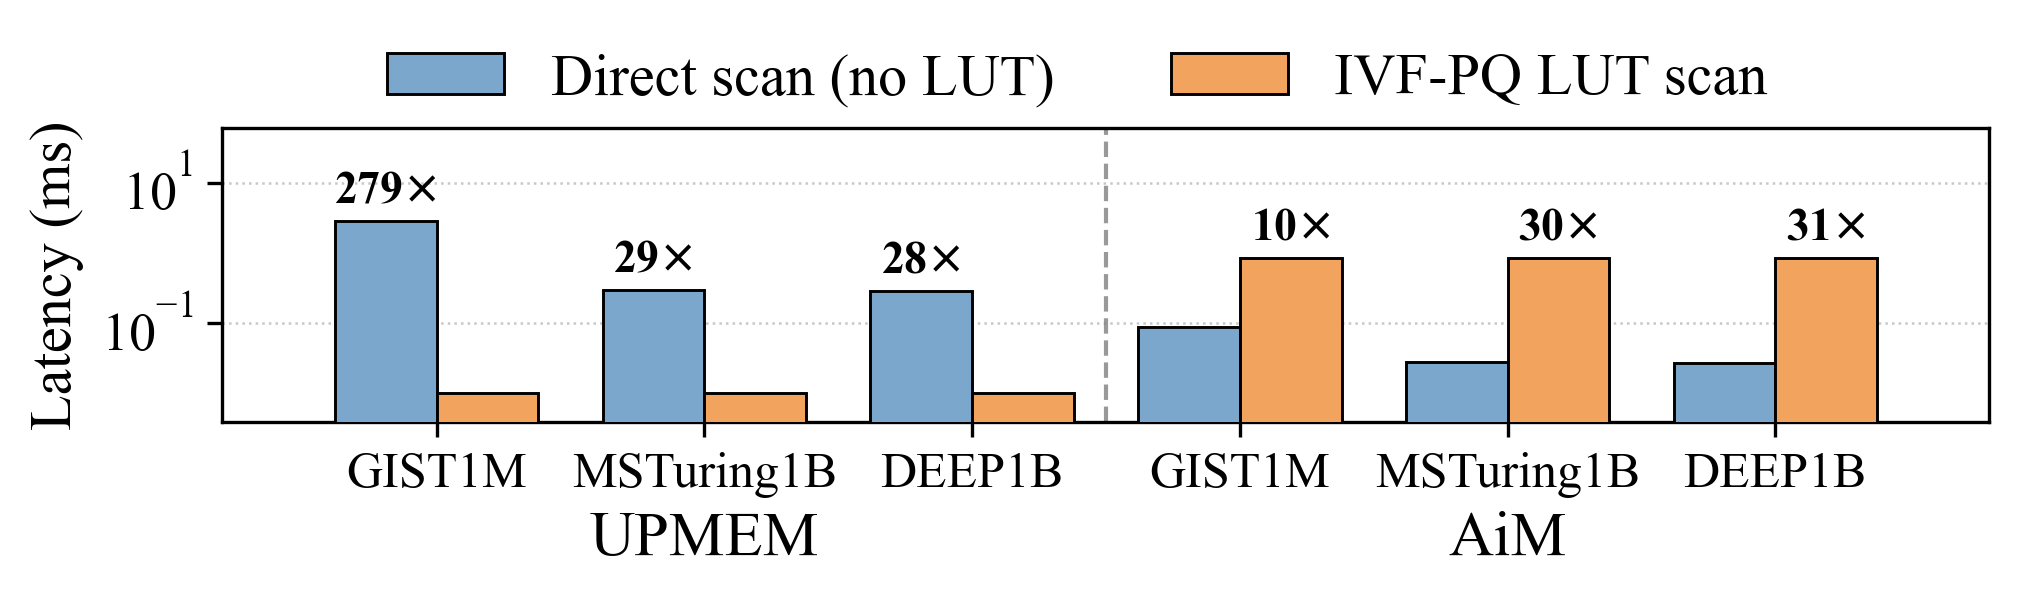 Direct scan (no LUT) IVF-PQ LUT scan
Latency (ms)
10^1
10^−1
279× 29× 28× 10× 30× 31×
GIST1M MSTuring1B DEEP1B GIST1M MSTuring1B DEEP1B
UPMEM AiM